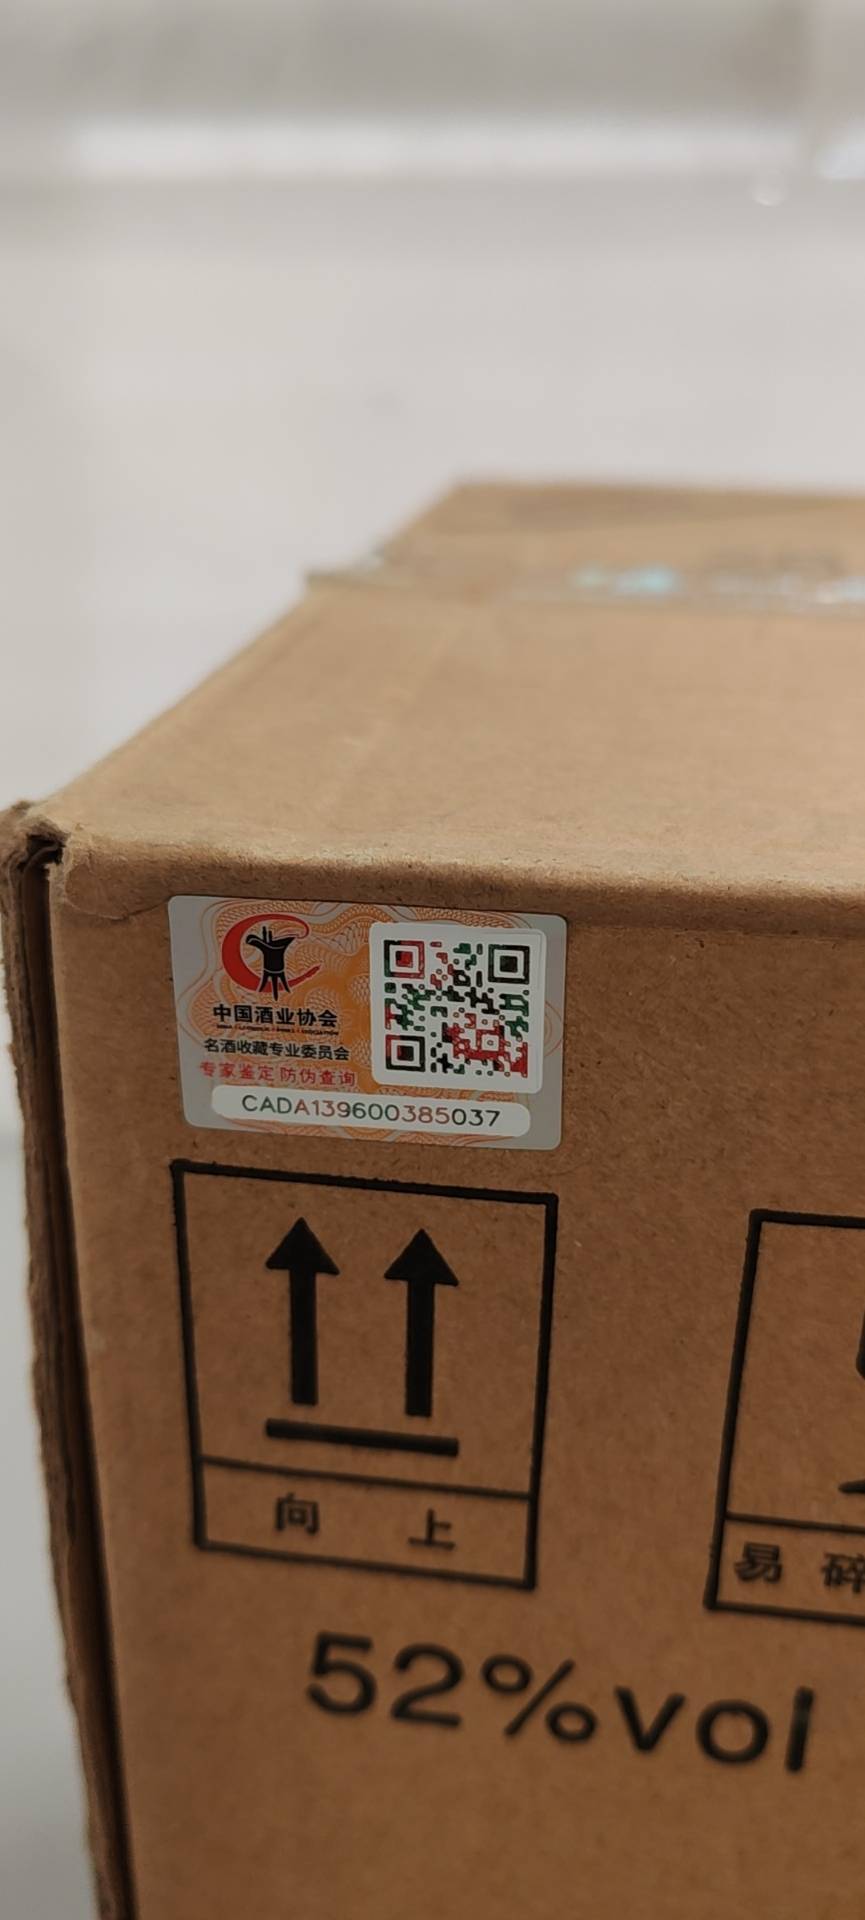 中国酒业协会
名酒收藏专业委员会
专家鉴定 防伪查询
CADA139600385037
向上
易碎
52%vol